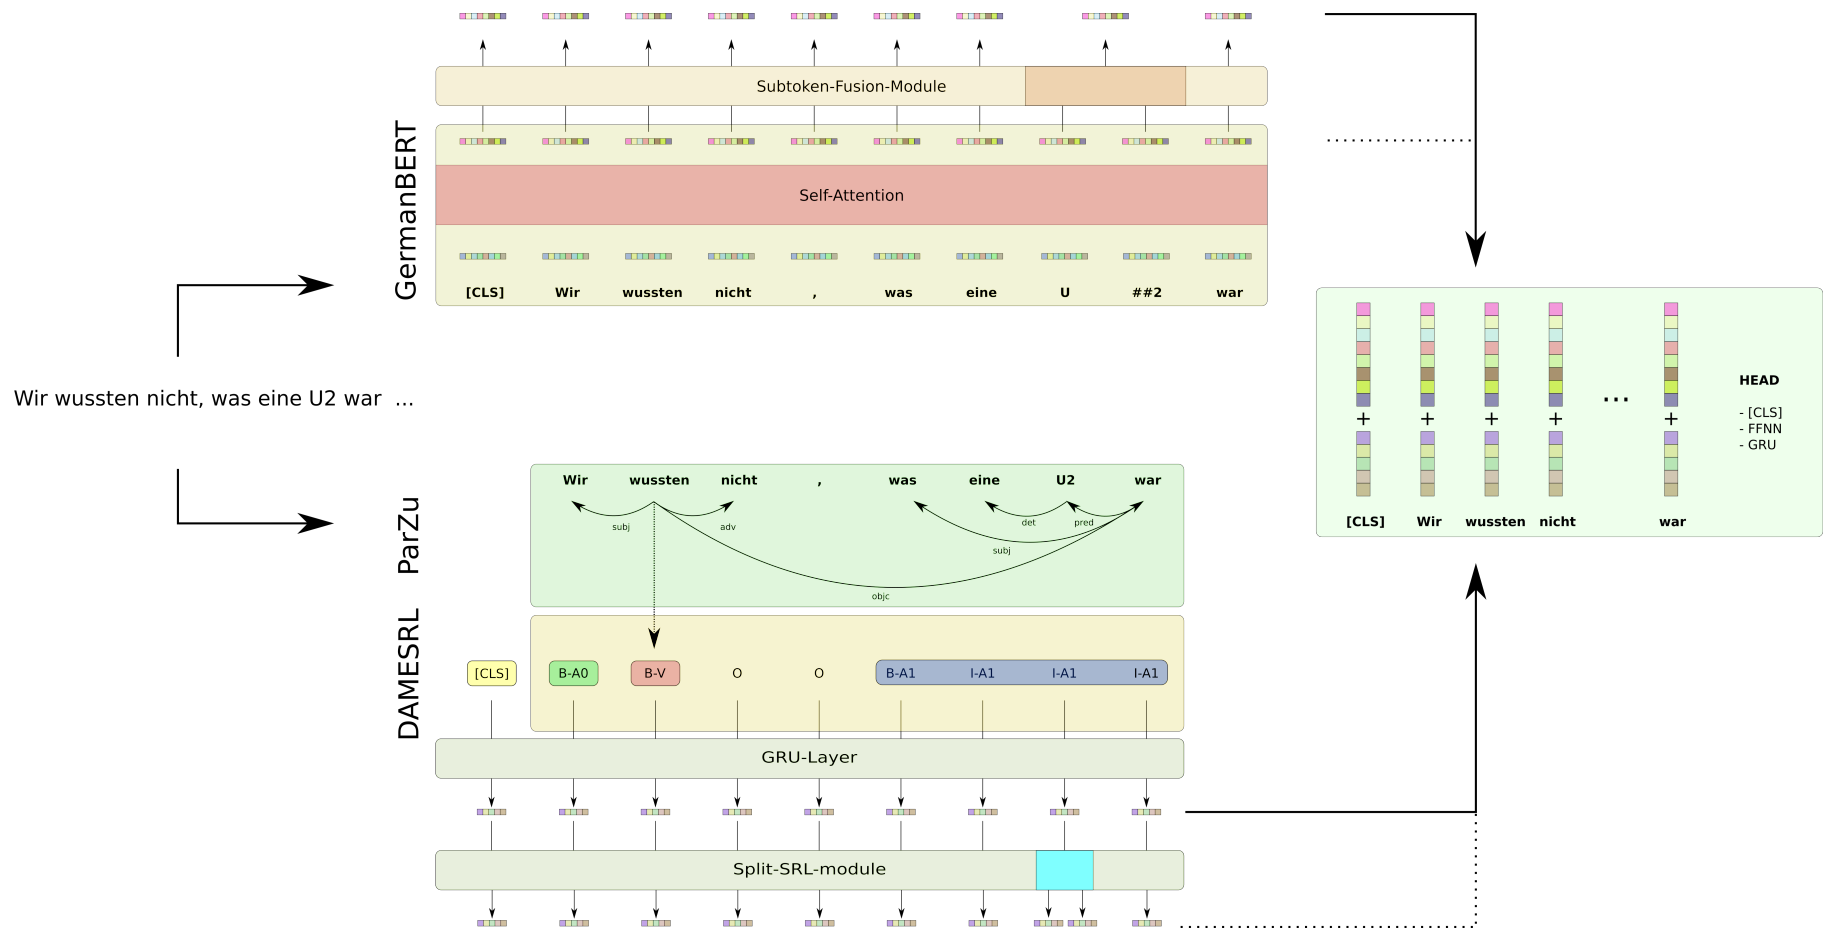 Subtoken-Fusion-Module
GermanBERT
Self-Attention
[CLS] Wir wussten nicht , was eine U ##2 war
Wir wussten nicht, was eine U2 war ...
ParZu
Wir wussten nicht , was eine U2 war
subj adv det pred
subj
objc
DAMESRL
[CLS] B-A0 B-V O O B-A1 I-A1 I-A1 I-A1
GRU-Layer
Split-SRL-module
HEAD
- [CLS]
- FFNN
- GRU
...
+ + + + +
[CLS] Wir wussten nicht war